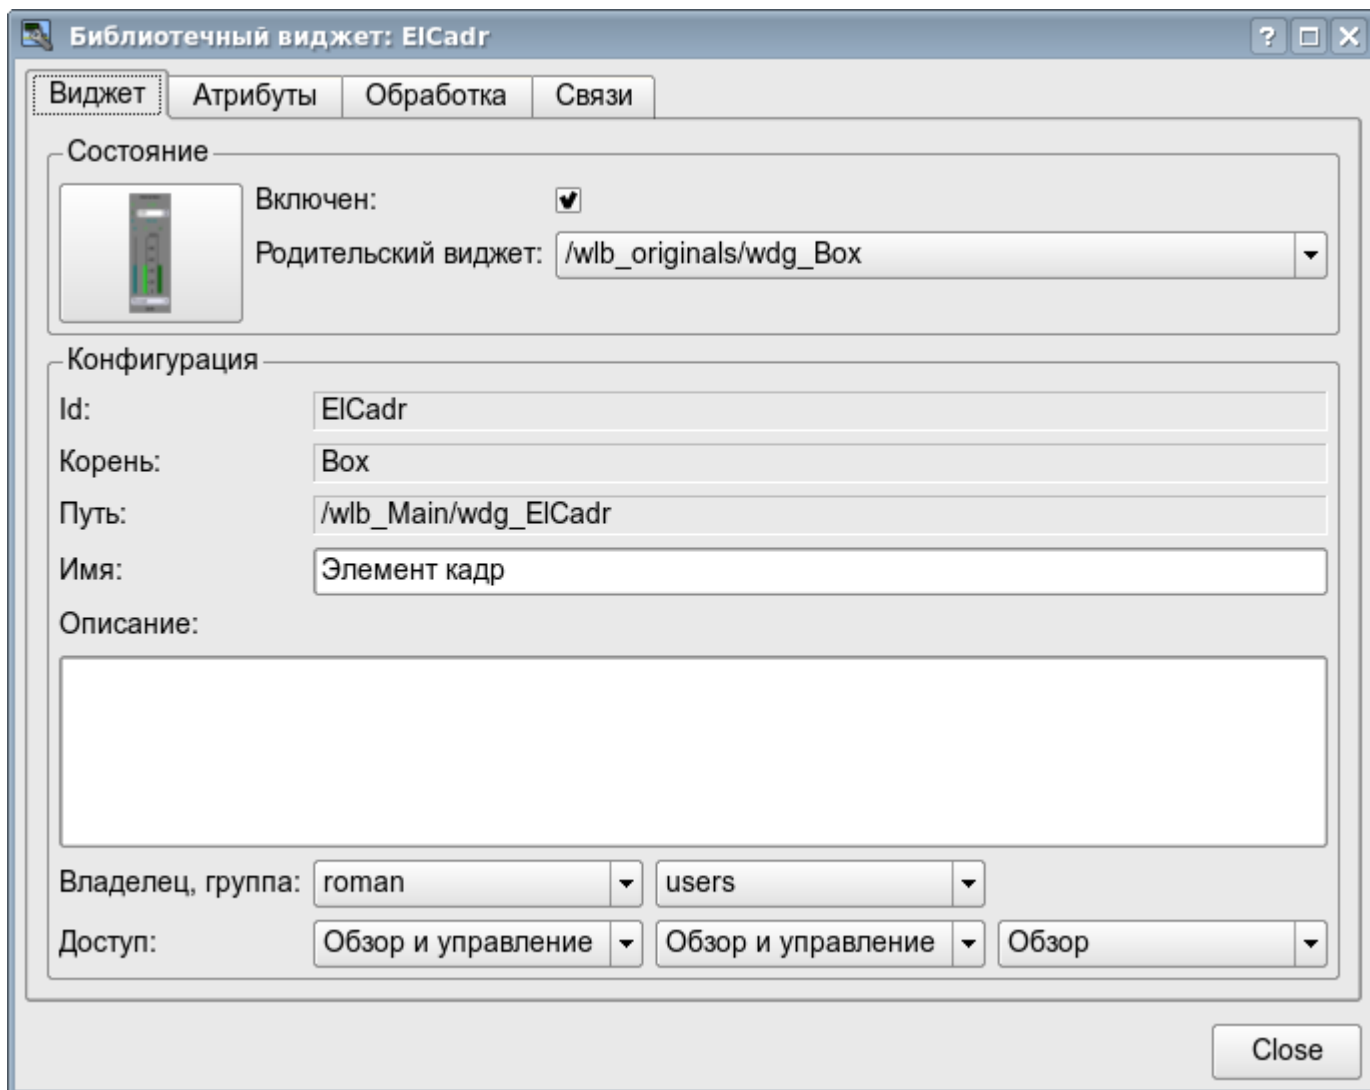 Библиотечный виджет: ElCadr
Виджет Атрибуты Обработка Связи
Состояние
Включен:
Родительский виджет: /wlb_originals/wdg_Box
Конфигурация
Id: ElCadr
Корень: Box
Путь: /wlb_Main/wdg_ElCadr
Имя: Элемент кадр
Описание:
Владелец, группа: roman users
Доступ: Обзор и управление Обзор и управление Обзор
Close